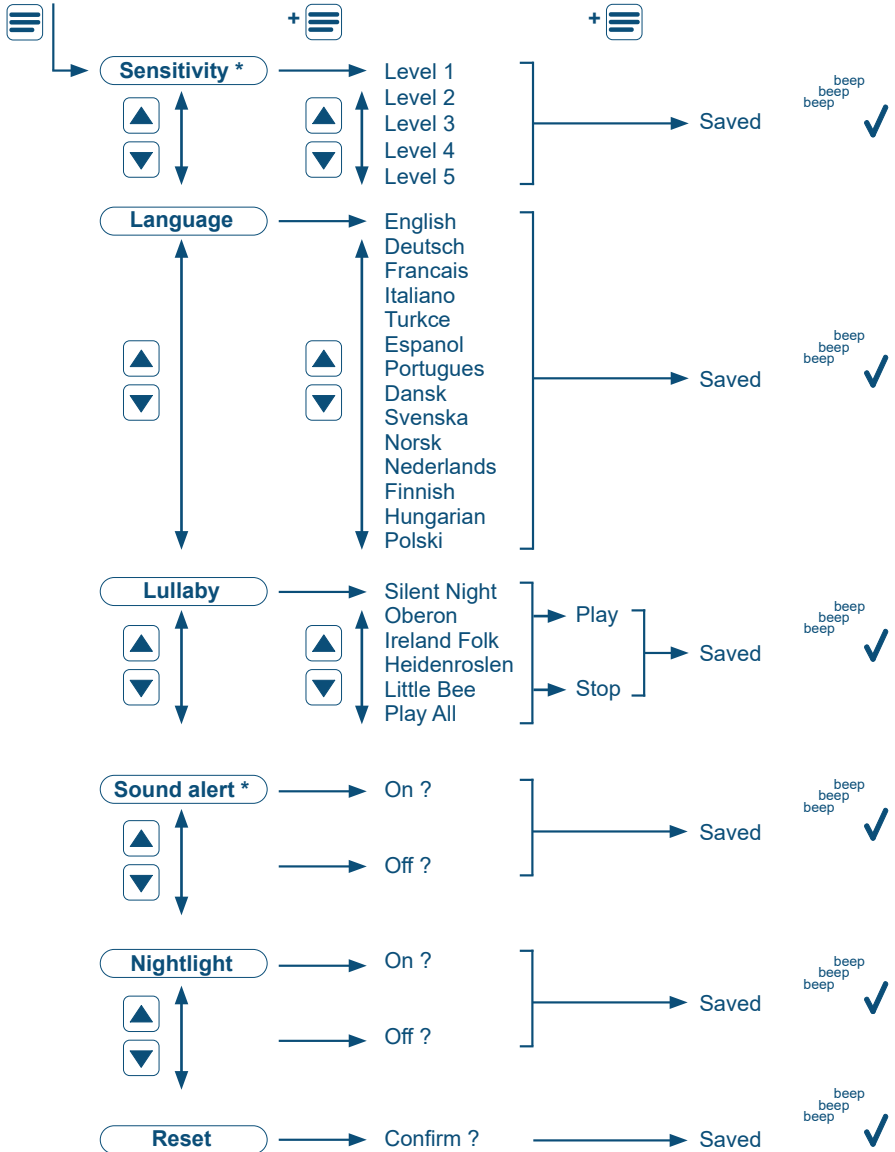 + +
Sensitivity *
Level 1
Level 2
Level 3
Level 4
Level 5
Saved
beep
beep
beep
Language
English
Deutsch
Francais
Italiano
Turkce
Espanol
Portugues
Dansk
Svenska
Norsk
Nederlands
Finnish
Hungarian
Polski
Saved
beep
beep
beep
Lullaby
Silent Night
Oberon
Ireland Folk
Heidenroslen
Little Bee
Play All
Play
Stop
Saved
beep
beep
beep
Sound alert *
On ?
Off ?
Saved
beep
beep
beep
Nightlight
On ?
Off ?
Saved
beep
beep
beep
Reset
Confirm ?
Saved
beep
beep
beep